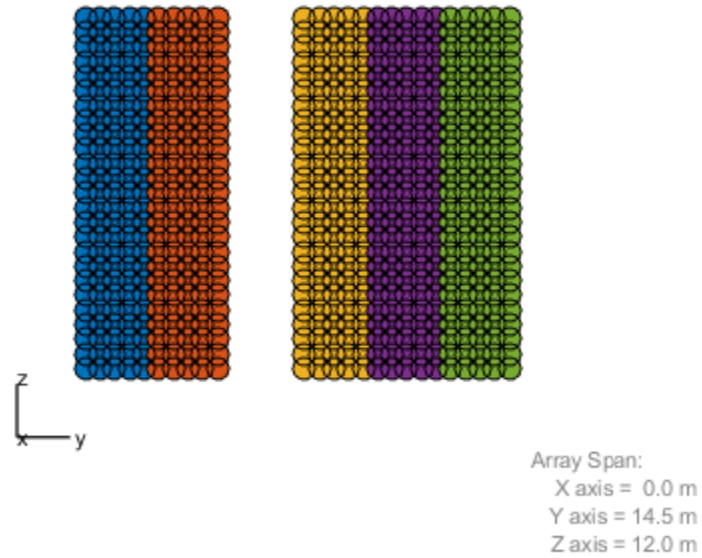 z
x
y
Array Span:
X axis = 0.0 m
Y axis = 14.5 m
Z axis = 12.0 m